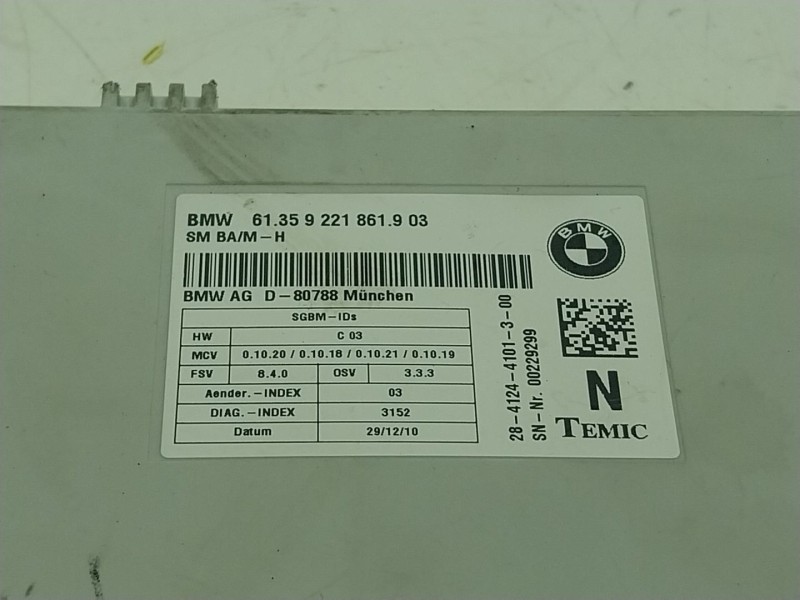 BMW 61.35 9 221 861.9 03
SM BA/M-H
BMW
BMW AG D-80788 München
SGBM-IDs
HW C 03
MCV 0.10.20 / 0.10.18 / 0.10.21 / 0.10.19
FSV 8.4.0 OSV 3.3.3
Aender.-INDEX 03
DIAG.-INDEX 3152
Datum 29/12/10
28-4124-4101-3-00
SN-Nr. 00229299
N
TEMIC